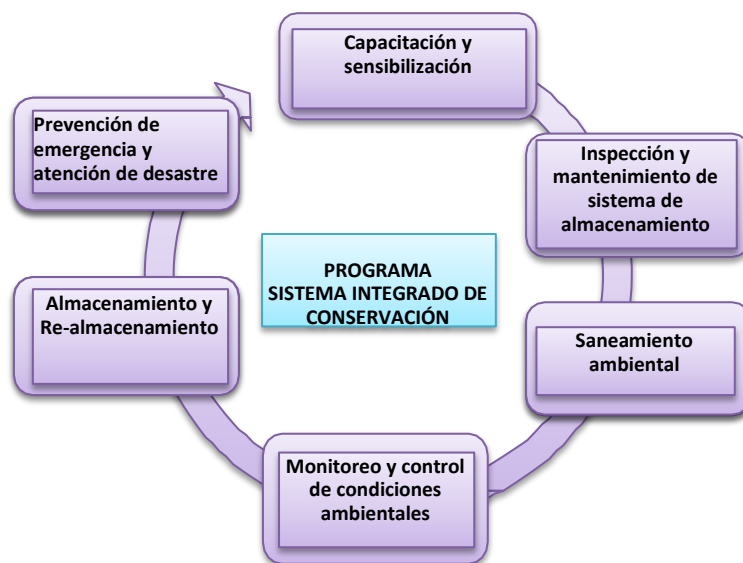 Capacitación y
sensibilización
Inspección y
mantenimiento de
sistema de
almacenamiento
Saneamiento
ambiental
Monitoreo y control
de condiciones
ambientales
Almacenamiento y
Re-almacenamiento
Prevención de
emergencia y
atención de desastre
PROGRAMA
SISTEMA INTEGRADO DE
CONSERVACIÓN